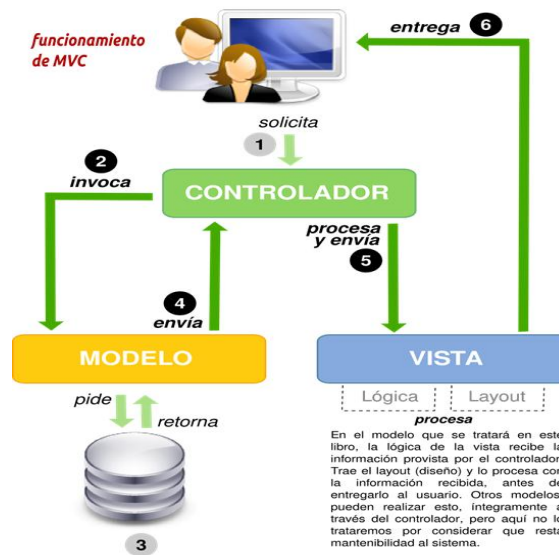 funcionamiento
de MVC
entrega 6
solicita
1
2
invoca
CONTROLADOR
procesa
y envía
5
4
envía
MODELO
VISTA
Lógica
Layout
pide
retorna
procesa
3
En el modelo que se tratará en este
libro, la lógica de la vista recibe la
información provista por el controlador.
Trae el layout (diseño) y lo procesa con
la información recibida, antes de
entregarlo al usuario. Otros modelos,
pueden realizar esto, íntegramente a
través del controlador, pero aquí no lo
trataremos por considerar que resta
mantenibilidad al sistema.